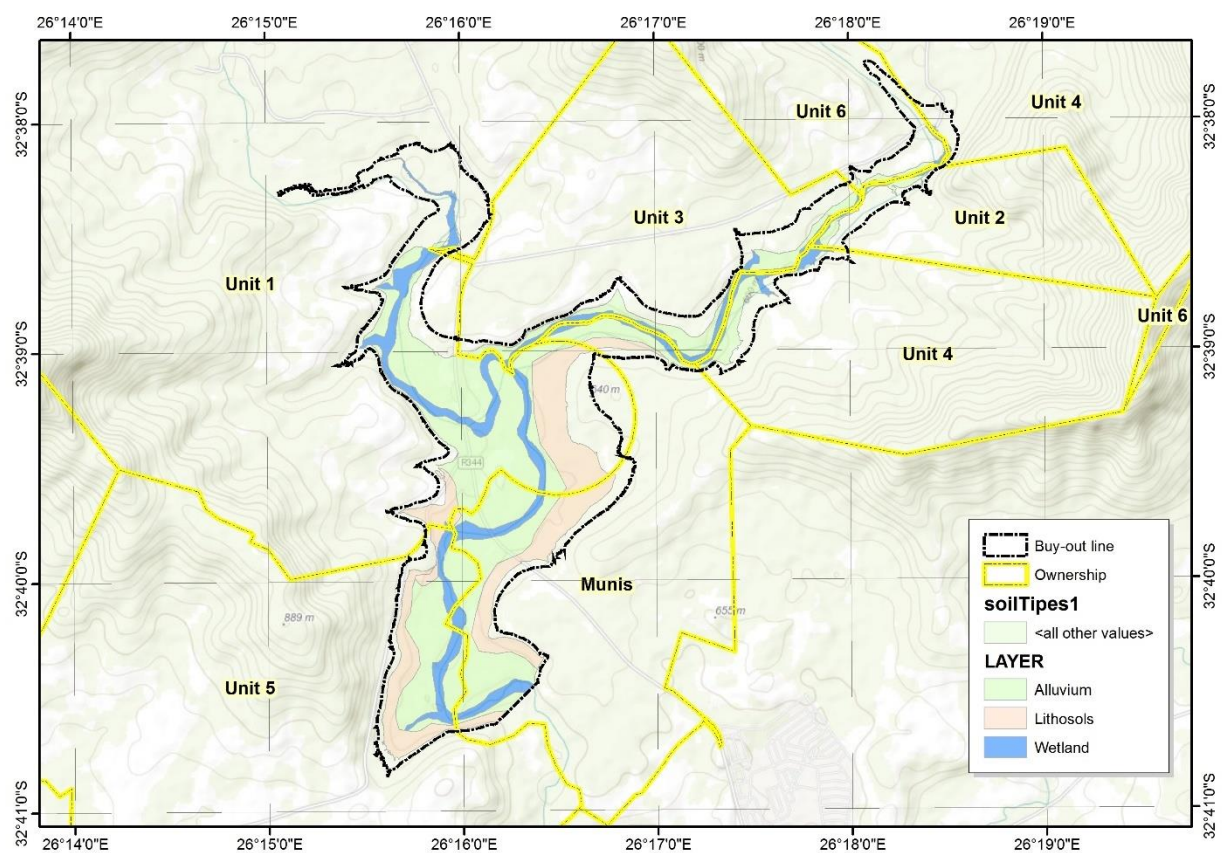 26°14'0"E 26°15'0"E 26°16'0"E 26°17'0"E 26°18'0"E 26°19'0"E
32°38'0"S
32°38'0"S
Unit 4
Unit 6
Unit 3
Unit 2
Unit 1
Unit 6
32°39'0"S
32°39'0"S
Unit 4
R344
32°40'0"S
32°40'0"S
Munis
655 m
889 m
Unit 5
Buy-out line
Ownership
soilTipes1
<all other values>
LAYER
Alluvium
Lithosols
Wetland
32°41'0"S
32°41'0"S
26°14'0"E 26°15'0"E 26°16'0"E 26°17'0"E 26°18'0"E 26°19'0"E